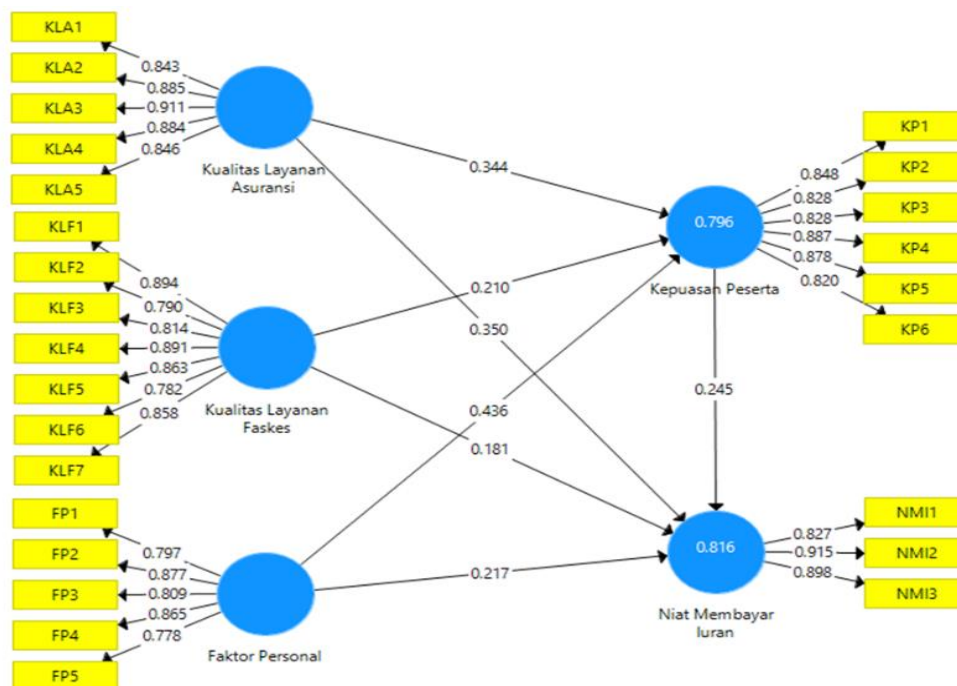 KLA1
KLA2
KLA3
KLA4
KLA5
0.843
0.885
0.911
0.884
0.846
Kualitas Layanan
Asuransi
KLF1
KLF2
KLF3
KLF4
KLF5
KLF6
KLF7
0.894
0.790
0.814
0.891
0.863
0.782
0.858
Kualitas Layanan
Faskes
FP1
FP2
FP3
FP4
FP5
0.797
0.877
0.809
0.865
0.778
Faktor Personal
0.344
0.210
0.350
0.436
0.181
0.217
0.245
0.796
Kepuasan Peserta
0.848
0.828
0.828
0.887
0.878
0.820
KP1
KP2
KP3
KP4
KP5
KP6
0.816
Niat Membayar
Iuran
0.827
0.915
0.898
NMI1
NMI2
NMI3